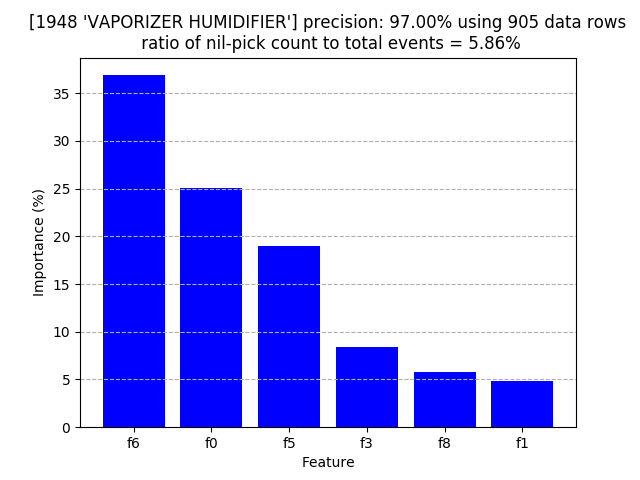 [1948 'VAPORIZER HUMIDIFIER'] precision: 97.00% using 905 data rows
ratio of nil-pick count to total events = 5.86%
35
30
25
20
15
10
5
0
Importance (%)
f6 f0 f5 f3 f8 f1
Feature